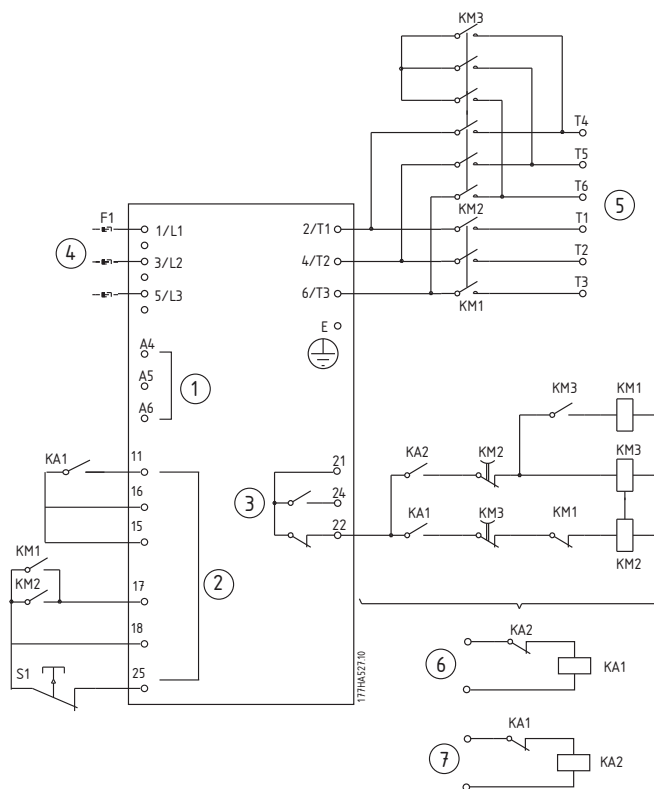 KM3
T4
T5
T6
KM2
F1
1/L1
2/T1
T1
5
4
3/L2
4/T2
T2
5/L3
6/T3
T3
KM1
E
A4
A5
1
A6
KM3
KM1
KA1
11
21
KA2
KM2
KM3
16
3
24
15
22
KA1
KM3
KM1
KM1
KM2
KM2
17
2
18
S1
25
177HA527.10
KA2
6
KA1
KA1
7
KA2